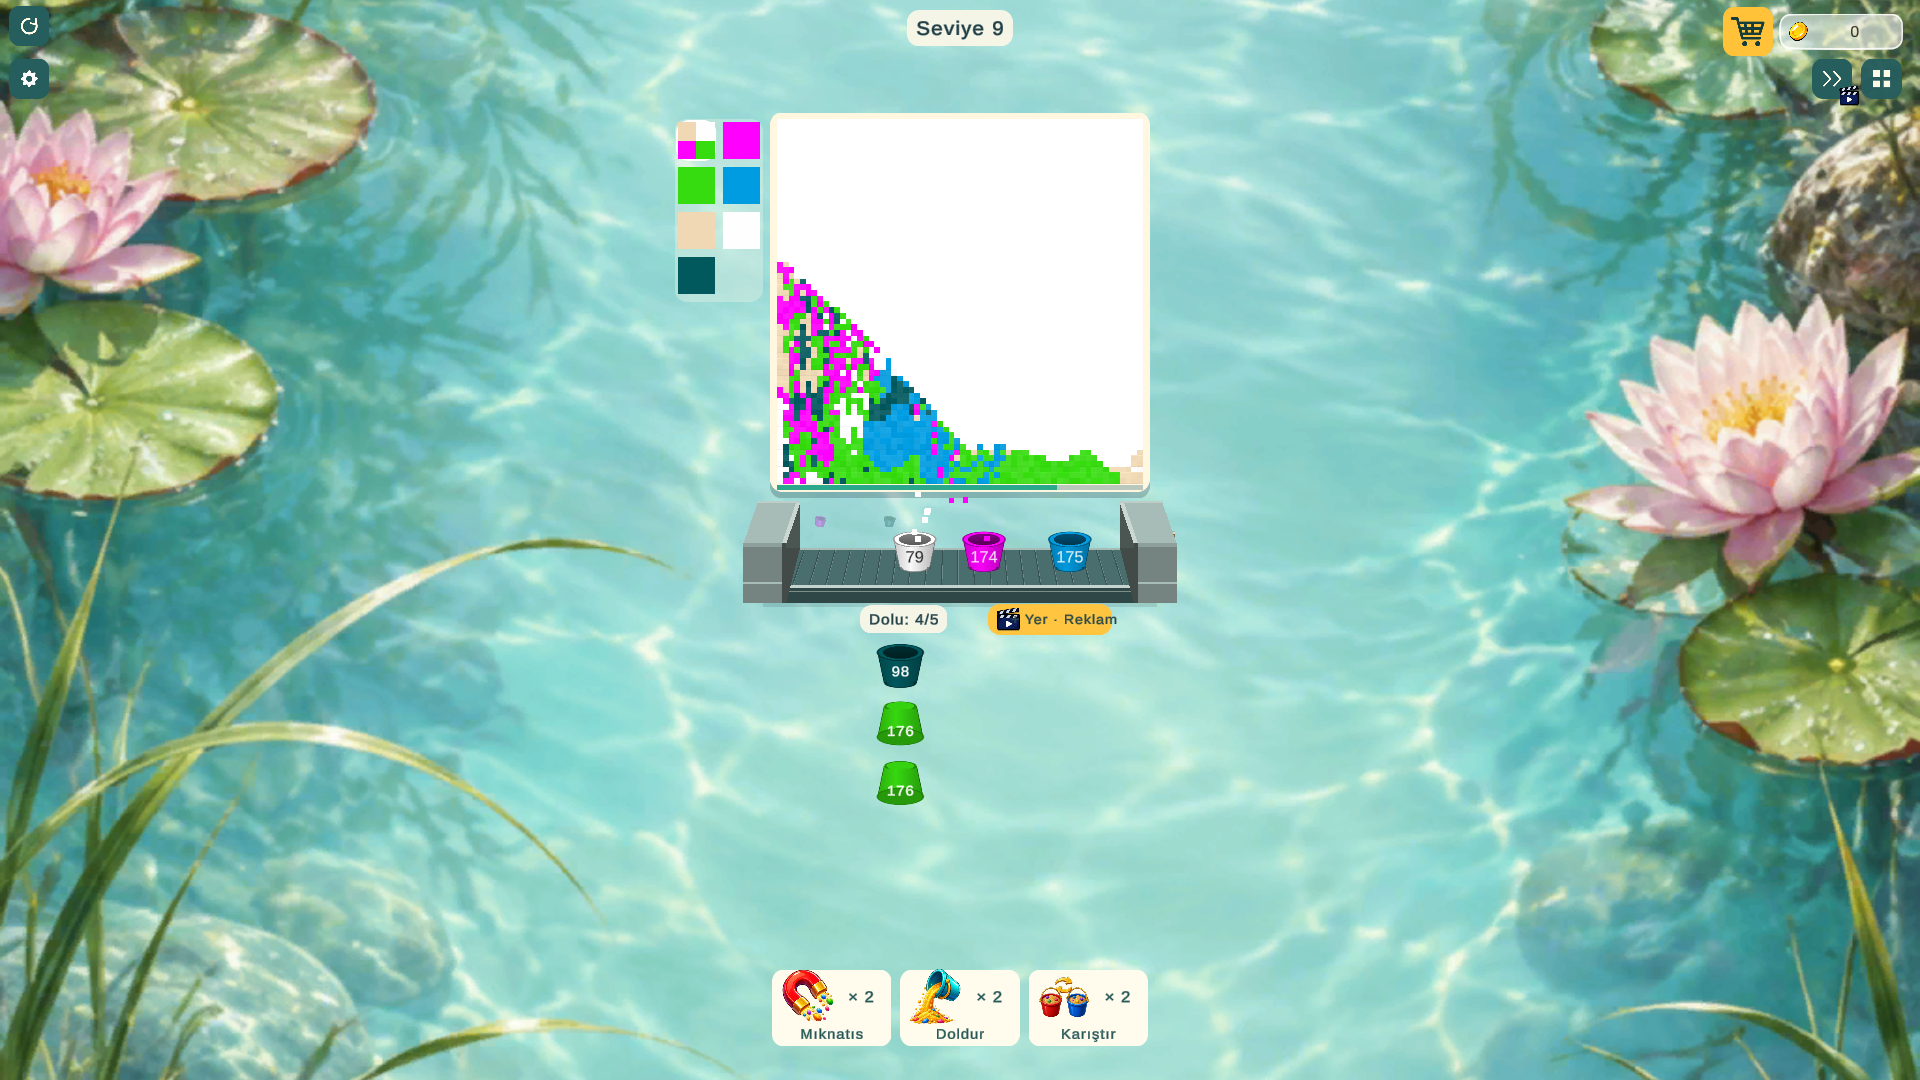 Seviye 9
0
79
174
175
Dolu: 4/5
Yer · Reklam
98
176
176
× 2
Mıknatıs
× 2
Doldur
× 2
Karıştır